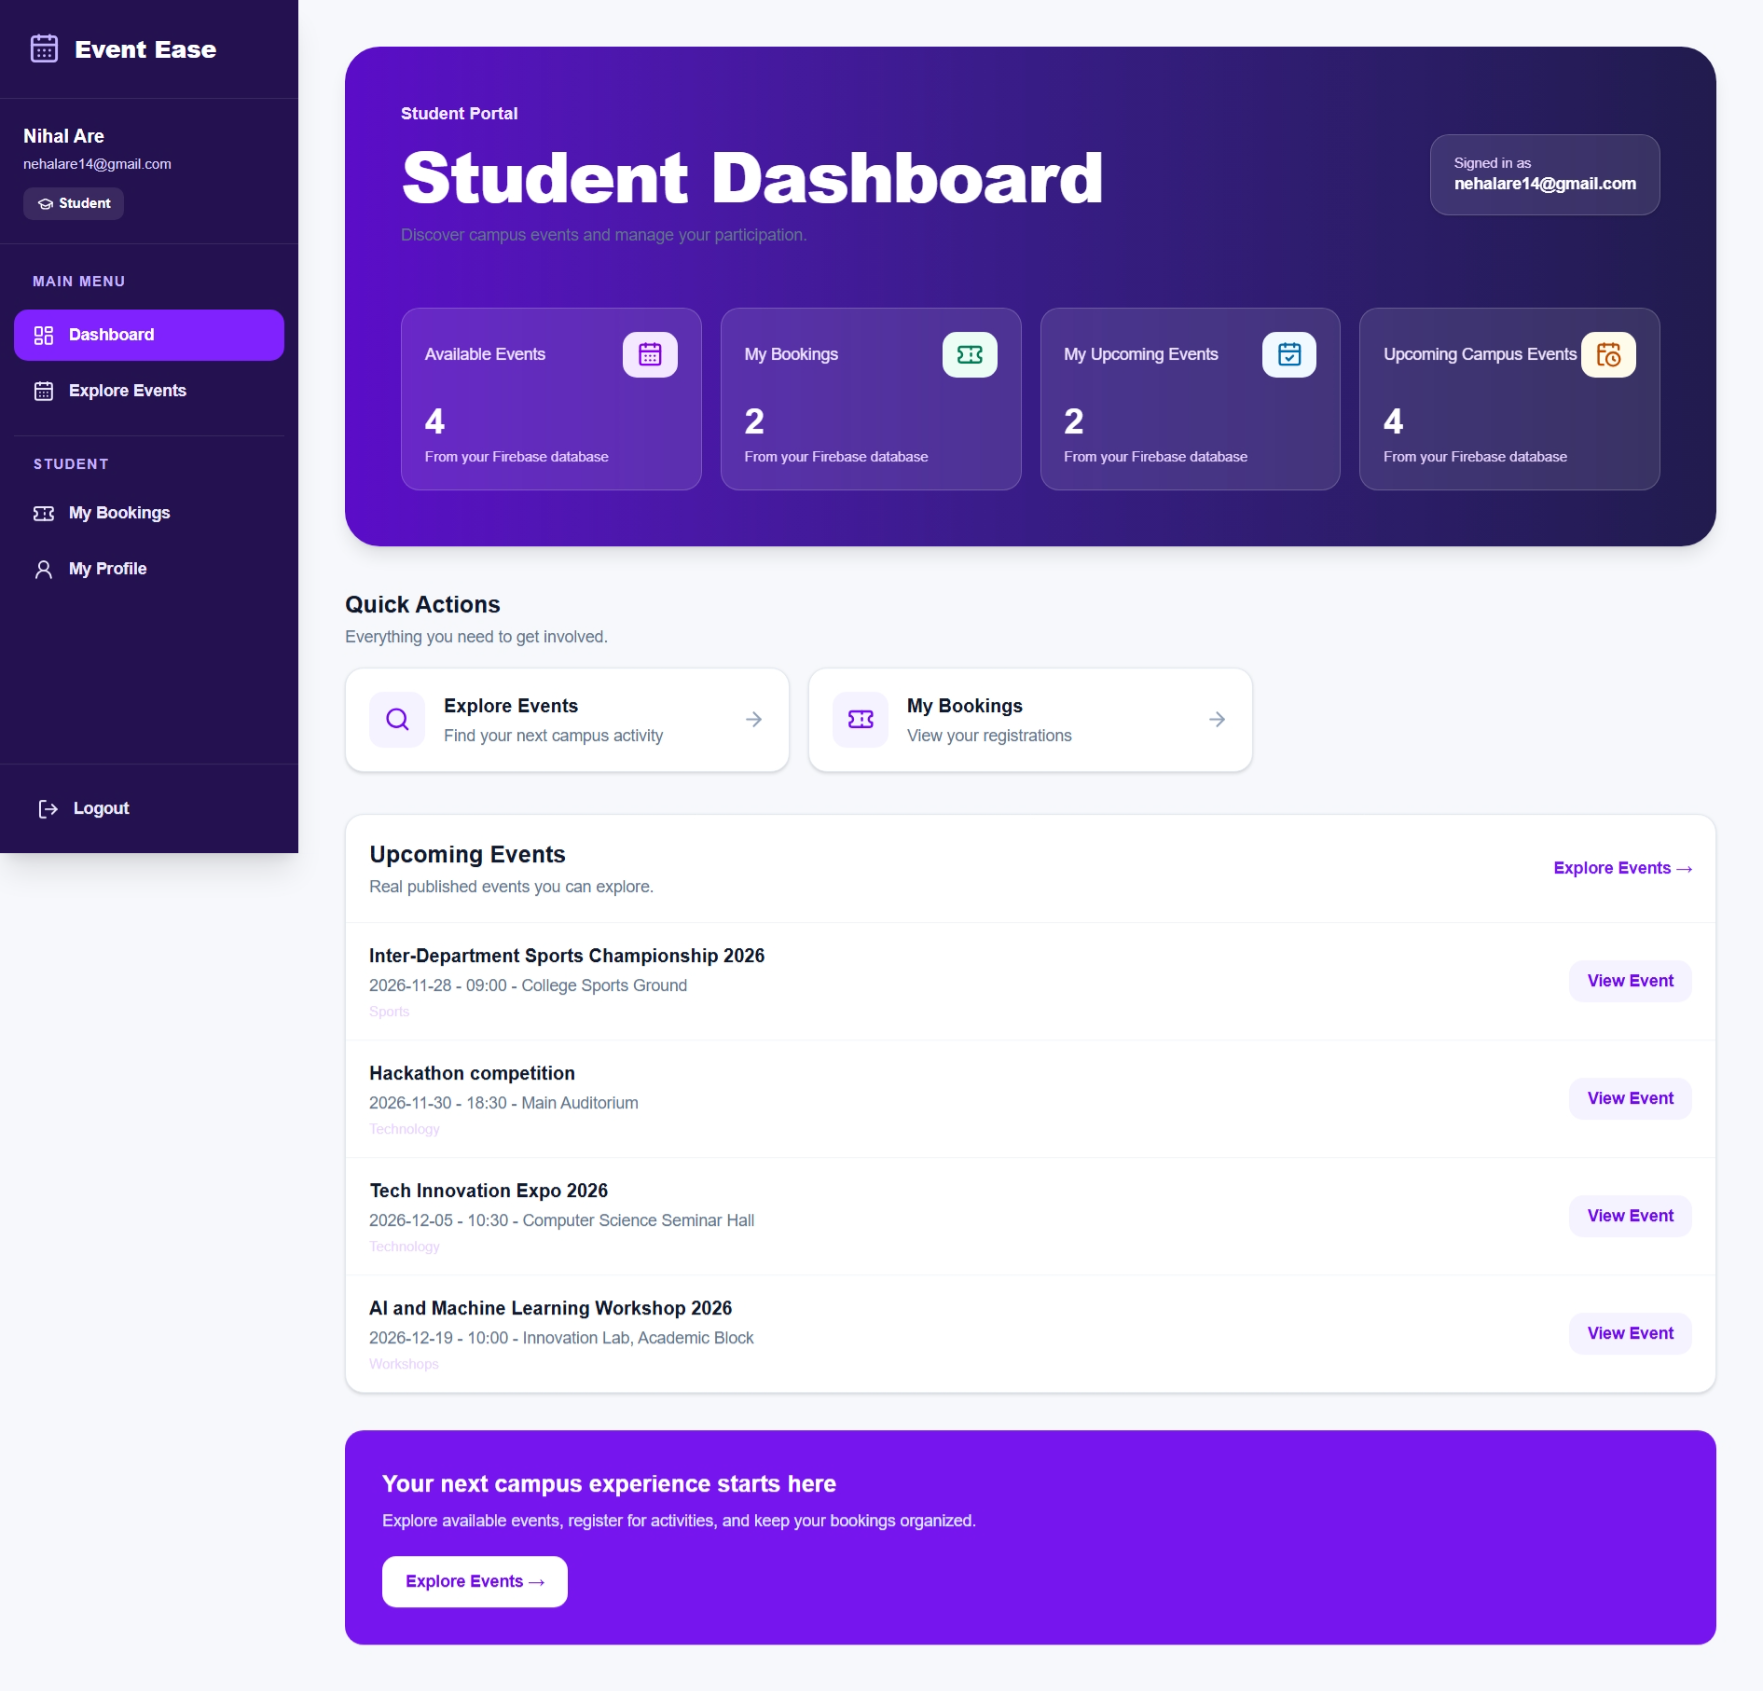 Event Ease
Nihal Are
nehalare14@gmail.com
Student
MAIN MENU
Dashboard
Explore Events
STUDENT
My Bookings
My Profile
Logout
Student Portal
Student Dashboard
Discover campus events and manage your participation.
Signed in as
nehalare14@gmail.com
Available Events
4
From your Firebase database
My Bookings
2
From your Firebase database
My Upcoming Events
2
From your Firebase database
Upcoming Campus Events
4
From your Firebase database
Quick Actions
Everything you need to get involved.
Explore Events
Find your next campus activity
My Bookings
View your registrations
Upcoming Events
Real published events you can explore.
Explore Events →
Inter-Department Sports Championship 2026
2026-11-28 - 09:00 - College Sports Ground
Sports
View Event
Hackathon competition
2026-11-30 - 18:30 - Main Auditorium
Technology
View Event
Tech Innovation Expo 2026
2026-12-05 - 10:30 - Computer Science Seminar Hall
Technology
View Event
AI and Machine Learning Workshop 2026
2026-12-19 - 10:00 - Innovation Lab, Academic Block
Workshops
View Event
Your next campus experience starts here
Explore available events, register for activities, and keep your bookings organized.
Explore Events →